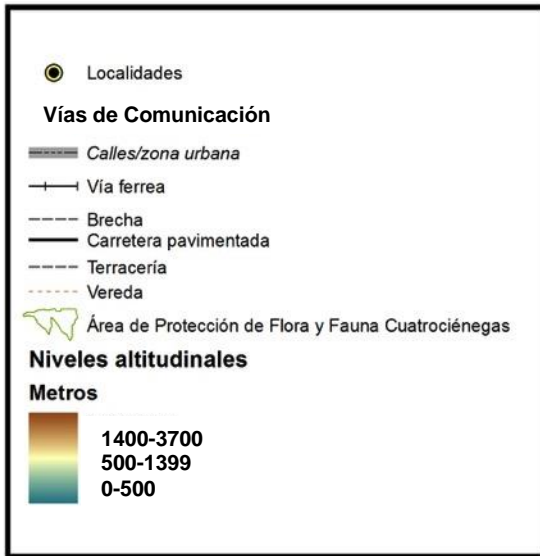 Localidades
Vías de Comunicación
Calles/zona urbana
Vía ferrea
Brecha
Carretera pavimentada
Terracería
Vereda
Área de Protección de Flora y Fauna Cuatrociénegas
Niveles altitudinales
Metros
1400-3700
500-1399
0-500